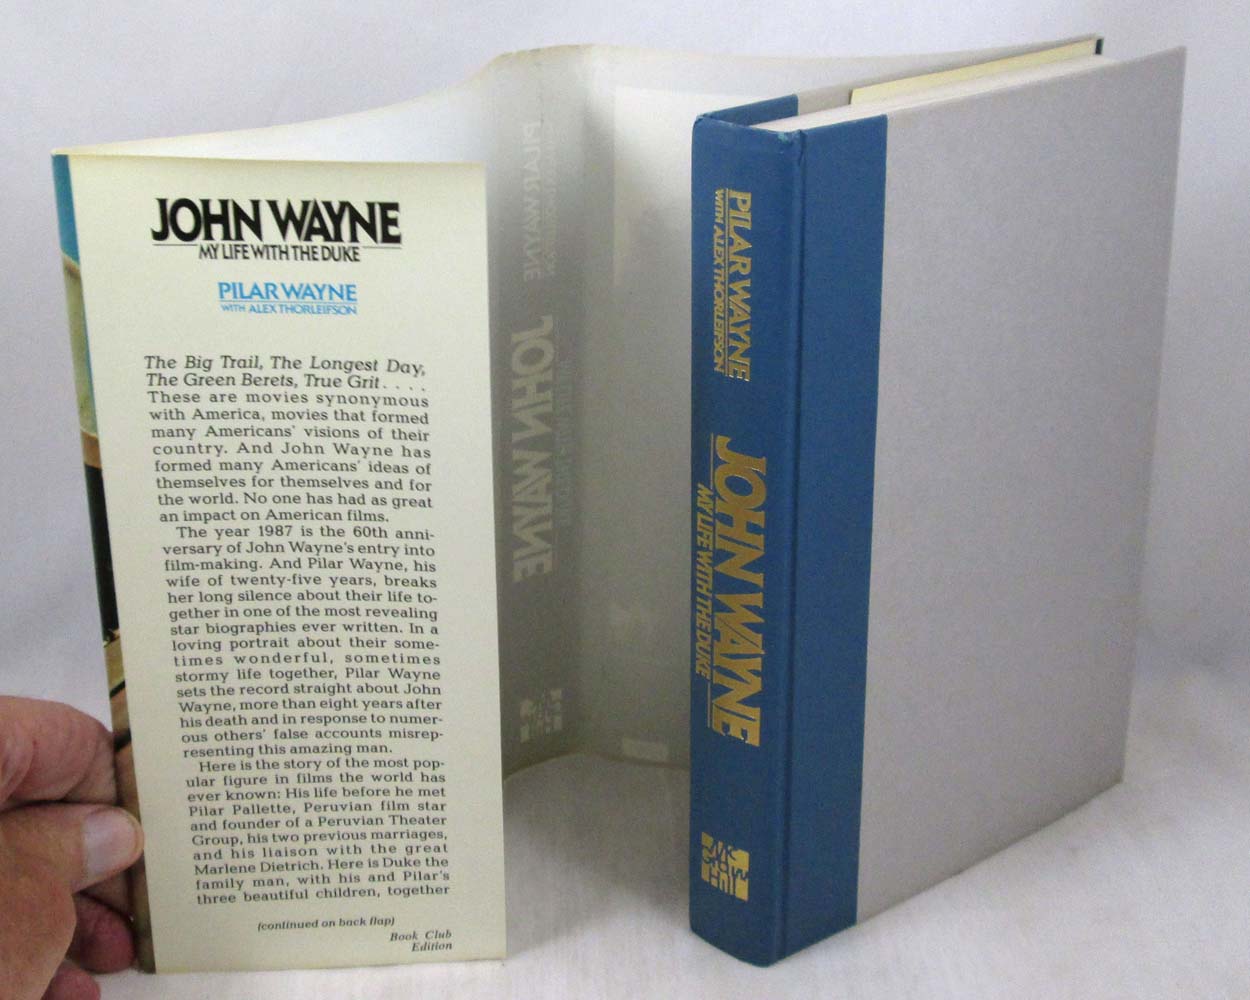 JOHN WAYNE
MY LIFE WITH THE DUKE
PILAR WAYNE
WITH ALEX THORLEIFSON
The Big Trail, The Longest Day,
The Green Berets, True Grit . . . .
These are movies synonymous
with America, movies that formed
many Americans' visions of their
country. And John Wayne has
formed many Americans' ideas of
themselves for themselves and for
the world. No one has had as great
an impact on American films.
The year 1987 is the 60th anni-
versary of John Wayne's entry into
film-making. And Pilar Wayne, his
wife of twenty-five years, breaks
her long silence about their life to-
gether in one of the most revealing
star biographies ever written. In a
loving portrait about their some-
times wonderful, sometimes
stormy life together, Pilar Wayne
sets the record straight about John
Wayne, more than eight years after
his death and in response to numer-
ous others' false accounts misrep-
resenting this amazing man.
Here is the story of the most pop-
ular figure in films the world has
ever known: His life before he met
Pilar Pallette, Peruvian film star
and founder of a Peruvian Theater
Group, his two previous marriages,
and his liaison with the great
Marlene Dietrich. Here is Duke the
family man, with his and Pilar's
three beautiful children, together
(continued on back flap)
Book Club
Edition
PILAR WAYNE
JOHN WAYNE
PILAR WAYNE
WITH ALEX THORLEIFSON
JOHN WAYNE
MY LIFE WITH THE DUKE